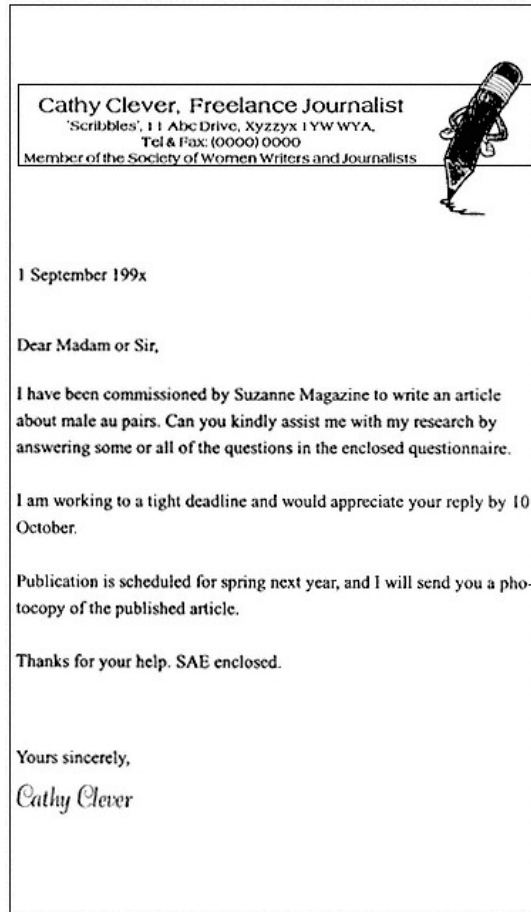 Cathy Clever, Freelance Journalist
'Scribbles', 11 Abc Drive, Xyzzyx 1YW WYA,
Tel & Fax: (0000) 0000
Member of the Society of Women Writers and Journalists
1 September 199x
Dear Madam or Sir,
I have been commissioned by Suzanne Magazine to write an article
about male au pairs. Can you kindly assist me with my research by
answering some or all of the questions in the enclosed questionnaire.
I am working to a tight deadline and would appreciate your reply by 10
October.
Publication is scheduled for spring next year, and I will send you a pho-
tocopy of the published article.
Thanks for your help. SAE enclosed.
Yours sincerely,
Cathy Clever